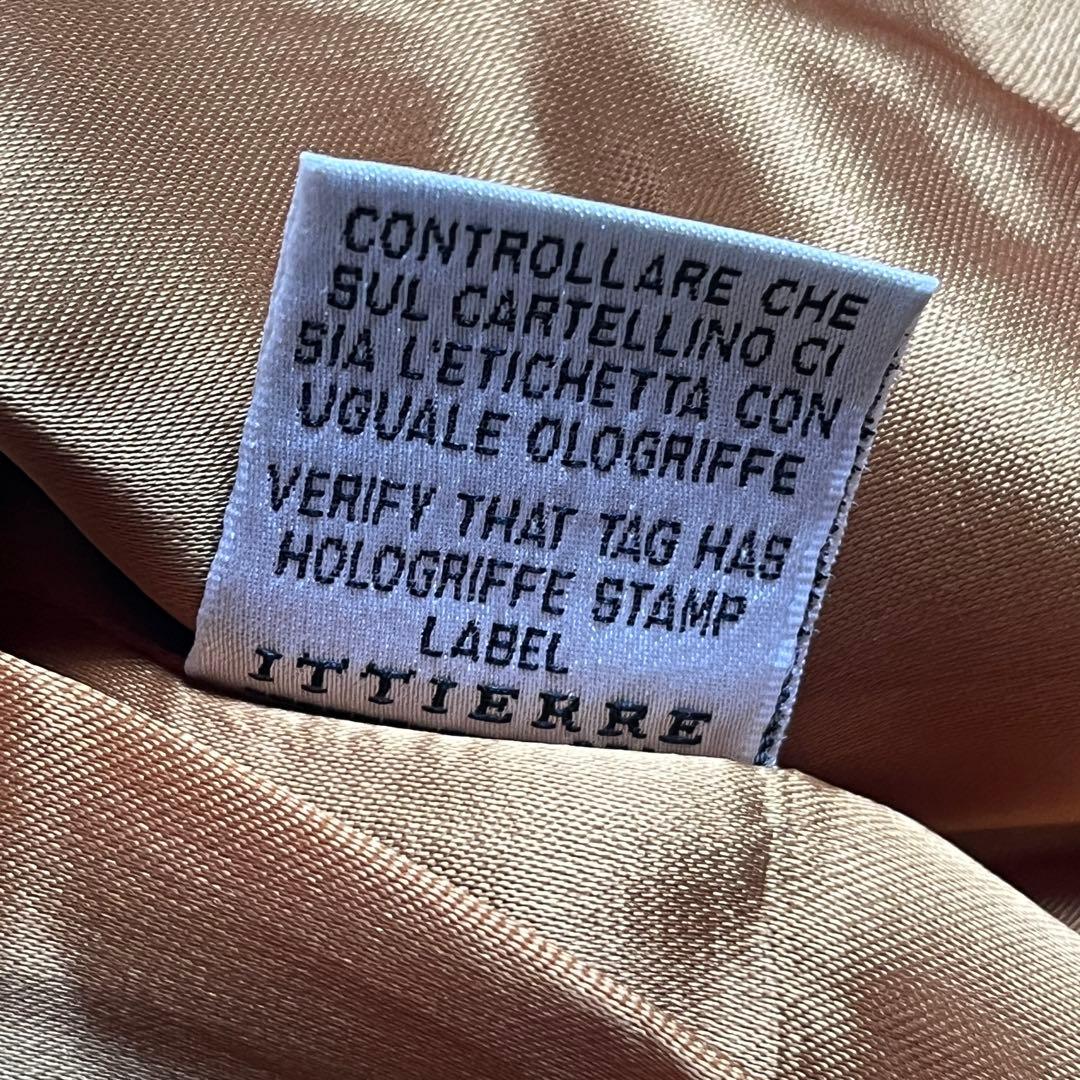 CONTROLLARE CHE
SUL CARTELLINO CI
SIA L'ETICHETTA CON
UGUALE OLOGRIFFE
VERIFY THAT TAG HAS
HOLOGRIFFE STAMP
LABEL
ITTIERRE